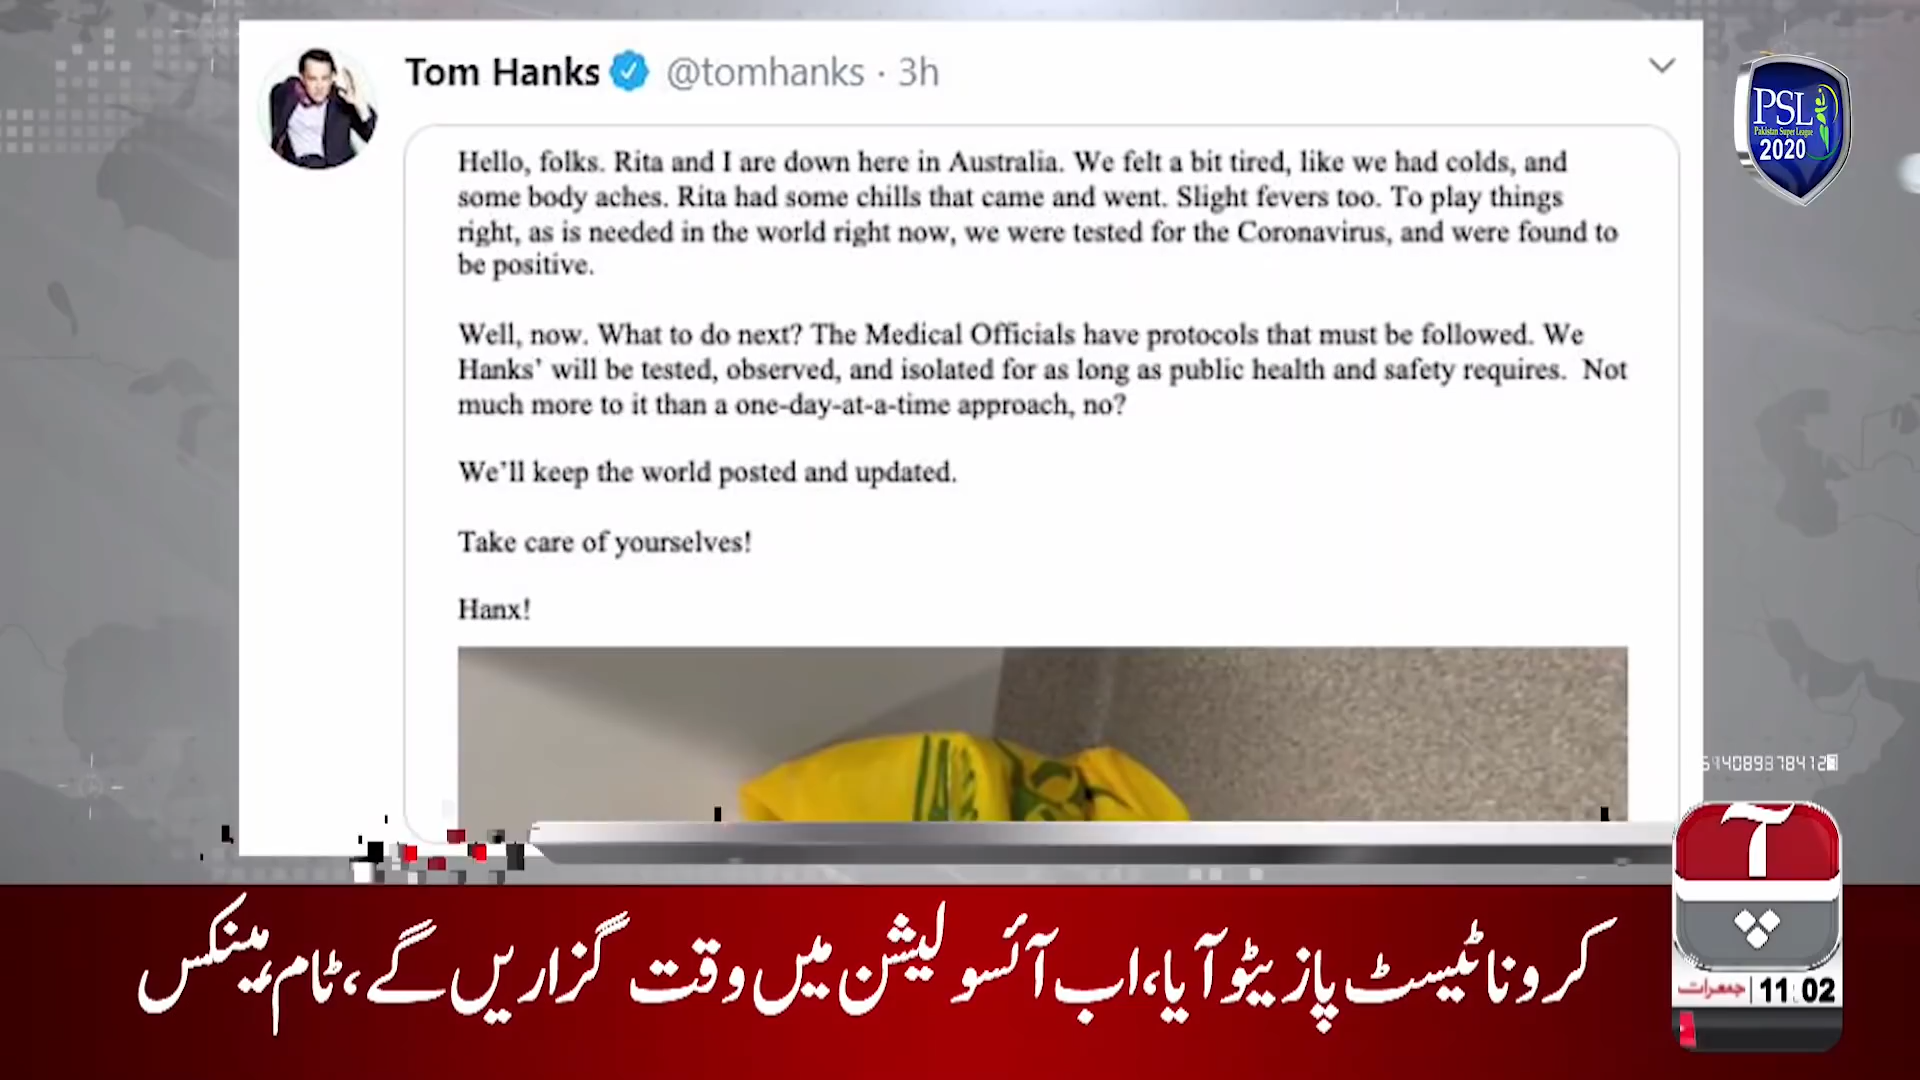 Tom Hanks @tomhanks · 3h
Hello, folks. Rita and I are down here in Australia. We felt a bit tired, like we had colds, and
some body aches. Rita had some chills that came and went. Slight fevers too. To play things
right, as is needed in the world right now, we were tested for the Coronavirus, and were found to
be positive.
Well, now. What to do next? The Medical Officials have protocols that must be followed. We
Hanks’ will be tested, observed, and isolated for as long as public health and safety requires.  Not
much more to it than a one-day-at-a-time approach, no?
We’ll keep the world posted and updated.
Take care of yourselves!
Hanx!
PSL
Pakistan Super League
2020
آپ
جمعرات | 11:02
کرونا ٹیسٹ پازیٹو آیا، اب آئسولیشن میں وقت گزاریں گے، ٹام ہینکس